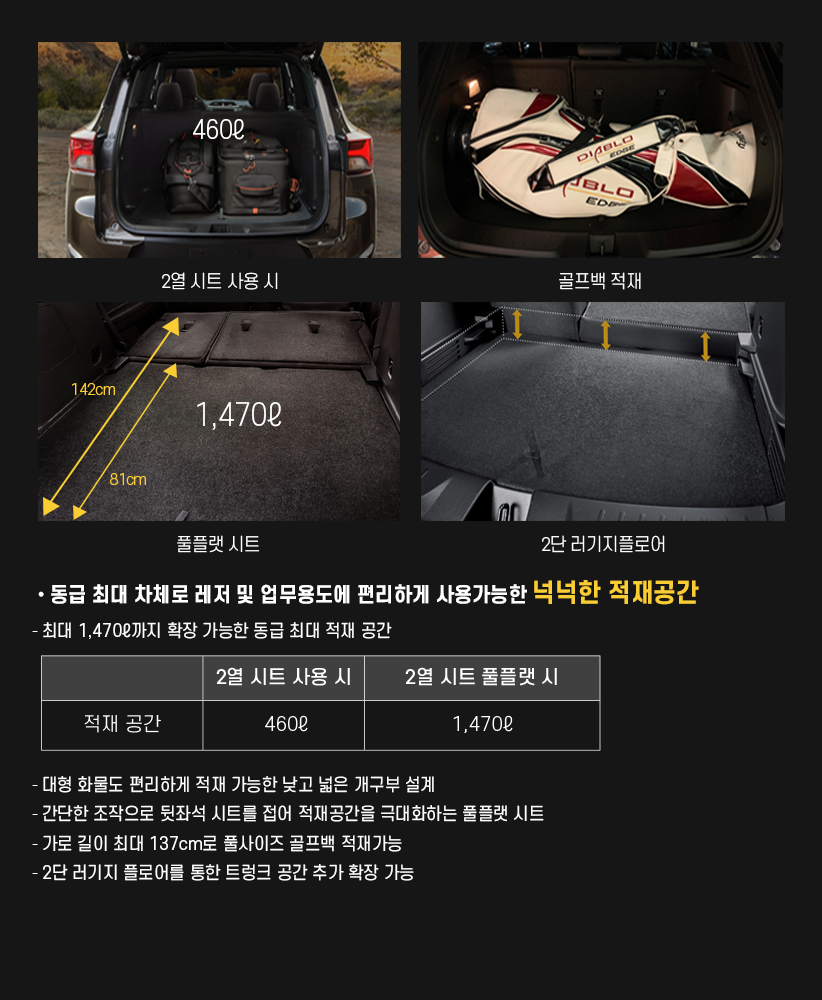 460ℓ
DIABLO
EDGE
DIABLO
EDGE
2열 시트 사용 시
골프백 적재
142cm
1,470ℓ
81cm
풀플랫 시트
2단 러기지플로어
• 동급 최대 차체로 레저 및 업무용도에 편리하게 사용가능한 넉넉한 적재공간
- 최대 1,470ℓ까지 확장 가능한 동급 최대 적재 공간
2열 시트 사용 시 2열 시트 풀플랫 시
적재 공간 460ℓ 1,470ℓ
- 대형 화물도 편리하게 적재 가능한 낮고 넓은 개구부 설계
- 간단한 조작으로 뒷좌석 시트를 접어 적재공간을 극대화하는 풀플랫 시트
- 가로 길이 최대 137cm로 풀사이즈 골프백 적재가능
- 2단 러기지 플로어를 통한 트렁크 공간 추가 확장 가능